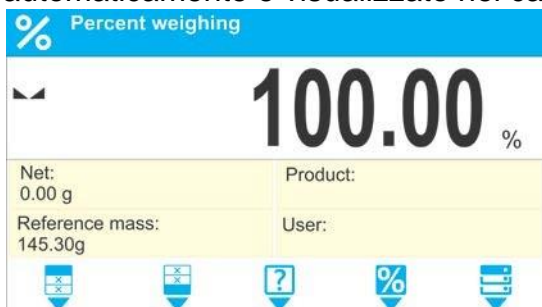 % Percent weighing
100.00 %
Net:
0.00 g
Product:
Reference mass:
145.30g
User:
? %